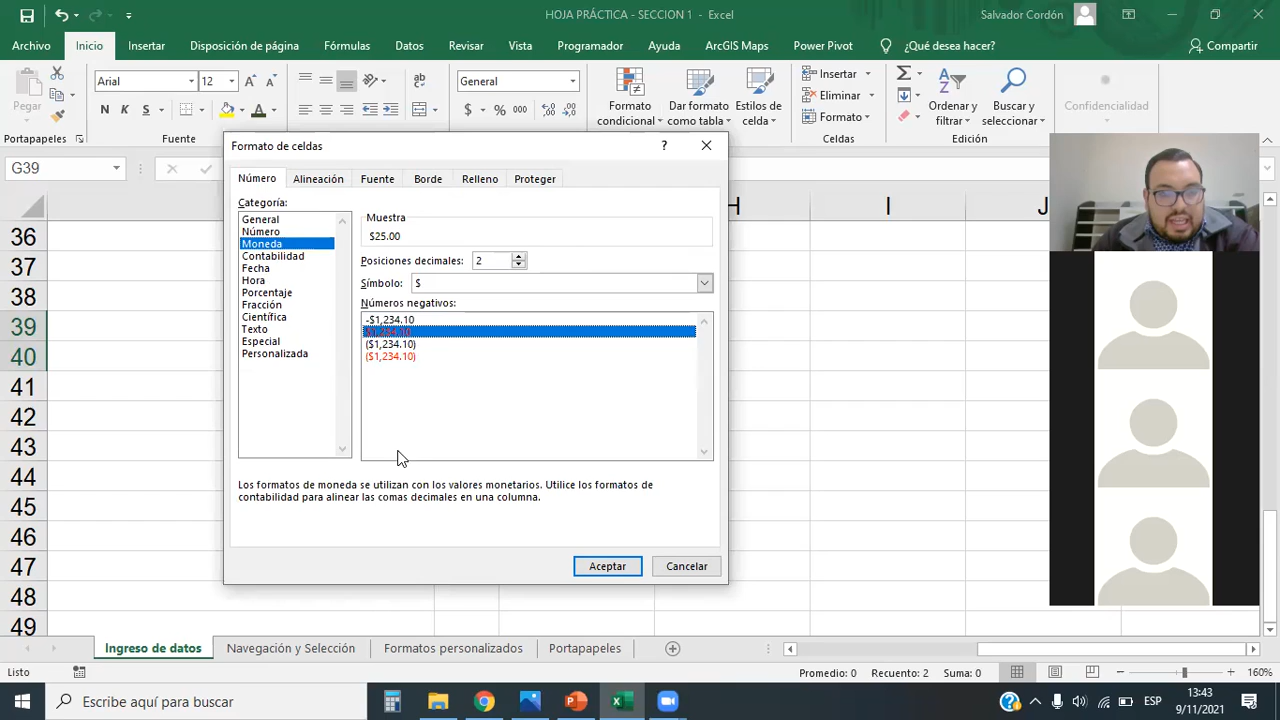 HOJA PRÁCTICA - SECCION 1 - Excel
Salvador Cordón
Archivo Inicio Insertar Disposición de página Fórmulas Datos Revisar Vista Programador Ayuda ArcGIS Maps Power Pivot ¿Qué desea hacer? Compartir
Pegar
Portapapeles
Arial 12
N K S
Fuente
General
$ % 000
Formato condicional
Dar formato como tabla
Estilos de celda
Insertar
Eliminar
Formato
Celdas
Ordenar y filtrar
Buscar y seleccionar
Edición
Confidencialidad
G39
Formato de celdas
Número Alineación Fuente Borde Relleno Proteger
Categoría:
General
Número
Moneda
Contabilidad
Fecha
Hora
Porcentaje
Fracción
Científica
Texto
Especial
Personalizada
Muestra
$25.00
Posiciones decimales: 2
Símbolo: $
Números negativos:
-$1,234.10
$1,234.10
($1,234.10)
($1,234.10)
Los formatos de moneda se utilizan con los valores monetarios. Utilice los formatos de
contabilidad para alinear las comas decimales en una columna.
Aceptar Cancelar
H I J
36
37
38
39
40
41
42
43
44
45
46
47
48
49
Ingreso de datos Navegación y Selección Formatos personalizados Portapapeles
Listo Promedio: 0 Recuento: 2 Suma: 0 160%
Escribe aquí para buscar
ESP
13:43
9/11/2021